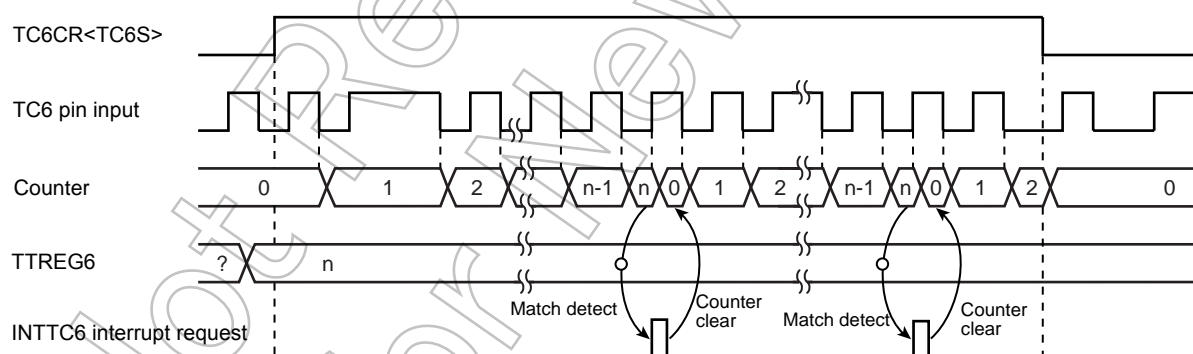 TC6CR<TC6S>
TC6 pin input
Counter 0 1 2 n-1 n 0 1 2 n-1 n 0 1 2 0
TTREG6 ? n
Match detect Counter clear Match detect Counter clear
INTTC6 interrupt request